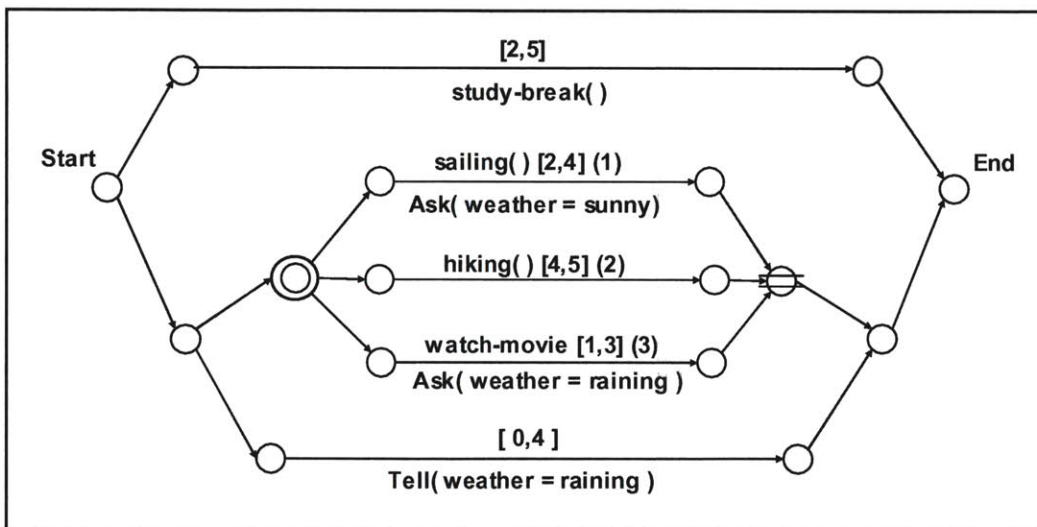 [2,5]
study-break( )
Start
End
sailing( ) [2,4] (1)
Ask( weather = sunny)
hiking( ) [4,5] (2)
watch-movie [1,3] (3)
Ask( weather = raining )
[ 0,4 ]
Tell( weather = raining )